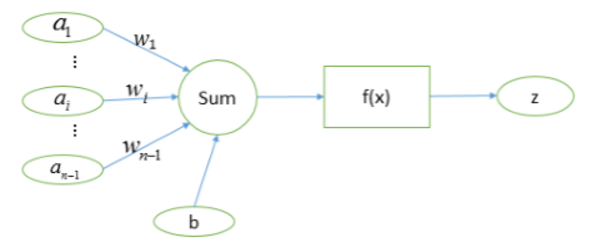 a₁
w₁
⋮
aᵢ
wᵢ
Sum
f(x)
z
⋮
wₙ₋₁
aₙ₋₁
b